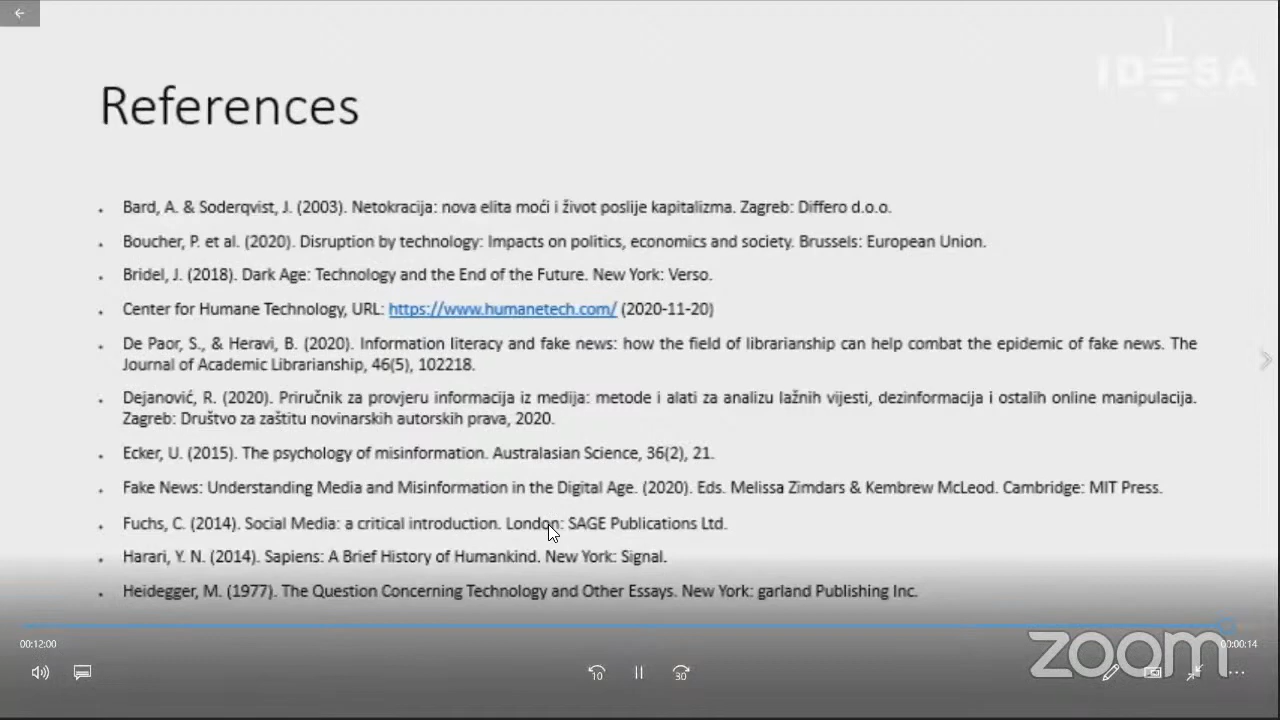 IDESA
References
Bard, A. & Soderqvist, J. (2003). Netokracija: nova elita moći i život poslije kapitalizma. Zagreb: Differo d.o.o.
Boucher, P. et al. (2020). Disruption by technology: Impacts on politics, economics and society. Brussels: European Union.
Bridel, J. (2018). Dark Age: Technology and the End of the Future. New York: Verso.
Center for Humane Technology, URL: https://www.humanetech.com/ (2020-11-20)
De Paor, S., & Heravi, B. (2020). Information literacy and fake news: how the field of librarianship can help combat the epidemic of fake news. The
Journal of Academic Librarianship, 46(5), 102218.
Dejanović, R. (2020). Priručnik za provjeru informacija iz medija: metode i alati za analizu lažnih vijesti, dezinformacija i ostalih online manipulacija.
Zagreb: Društvo za zaštitu novinarskih autorskih prava, 2020.
Ecker, U. (2015). The psychology of misinformation. Australasian Science, 36(2), 21.
Fake News: Understanding Media and Misinformation in the Digital Age. (2020). Eds. Melissa Zimdars & Kembrew McLeod. Cambridge: MIT Press.
Fuchs, C. (2014). Social Media: a critical introduction. London: SAGE Publications Ltd.
Harari, Y. N. (2014). Sapiens: A Brief History of Humankind. New York: Signal.
Heidegger, M. (1977). The Question Concerning Technology and Other Essays. New York: garland Publishing Inc.
00:12:00
00:00:14
10
30
zoom